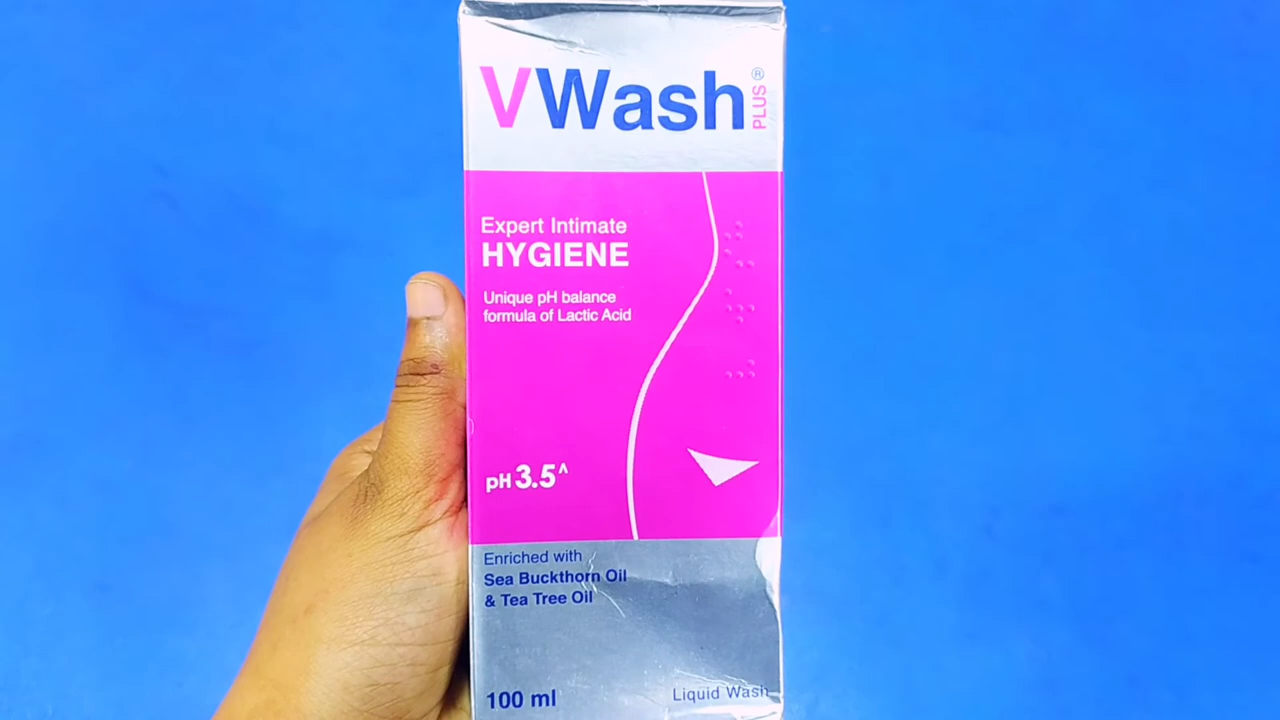 VWash PLUS®
Expert Intimate
HYGIENE
Unique pH balance
formula of Lactic Acid
pH 3.5^
Enriched with
Sea Buckthorn Oil
& Tea Tree Oil
100 ml
Liquid Wash